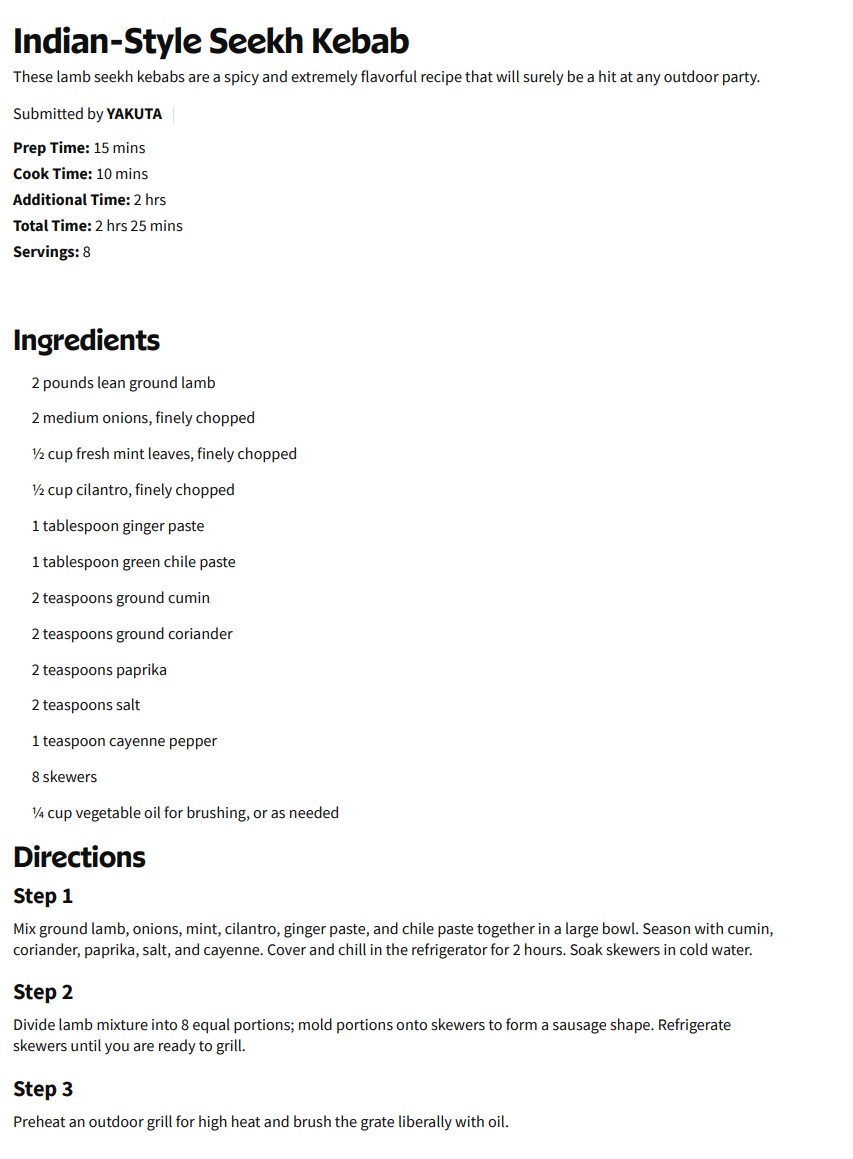 Indian-Style Seekh Kebab
These lamb seekh kebabs are a spicy and extremely flavorful recipe that will surely be a hit at any outdoor party.
Submitted by YAKUTA
Prep Time: 15 mins
Cook Time: 10 mins
Additional Time: 2 hrs
Total Time: 2 hrs 25 mins
Servings: 8
Ingredients
2 pounds lean ground lamb
2 medium onions, finely chopped
½ cup fresh mint leaves, finely chopped
½ cup cilantro, finely chopped
1 tablespoon ginger paste
1 tablespoon green chile paste
2 teaspoons ground cumin
2 teaspoons ground coriander
2 teaspoons paprika
2 teaspoons salt
1 teaspoon cayenne pepper
8 skewers
¼ cup vegetable oil for brushing, or as needed
Directions
Step 1
Mix ground lamb, onions, mint, cilantro, ginger paste, and chile paste together in a large bowl. Season with cumin,
coriander, paprika, salt, and cayenne. Cover and chill in the refrigerator for 2 hours. Soak skewers in cold water.
Step 2
Divide lamb mixture into 8 equal portions; mold portions onto skewers to form a sausage shape. Refrigerate
skewers until you are ready to grill.
Step 3
Preheat an outdoor grill for high heat and brush the grate liberally with oil.